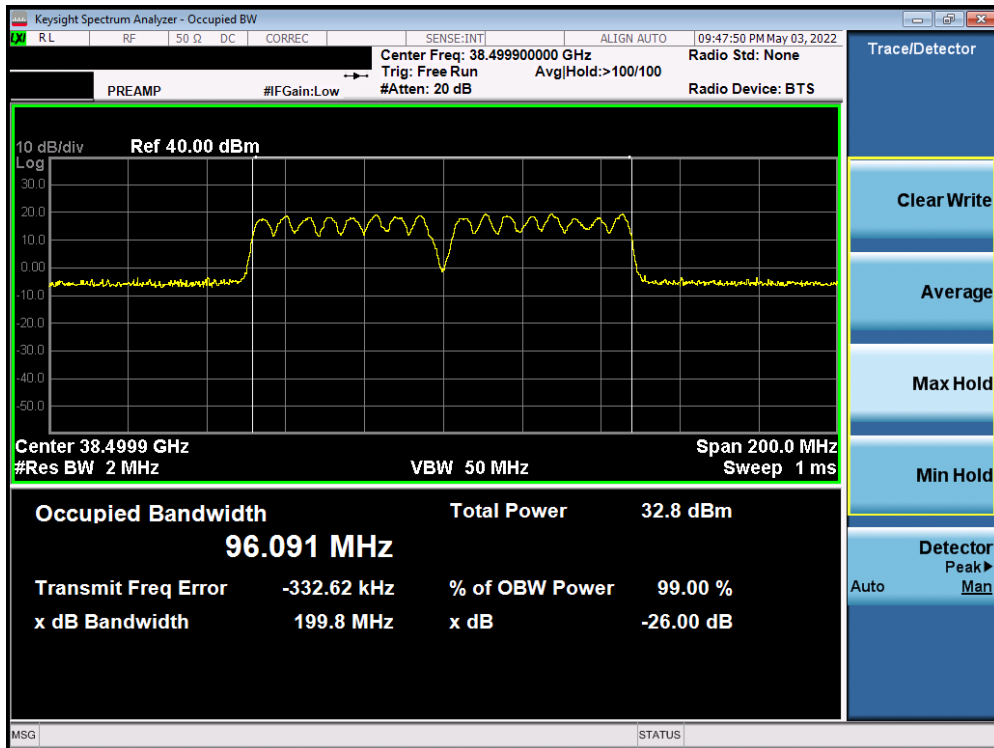 Keysight Spectrum Analyzer - Occupied BW
LXI RL RF 50 Ω DC CORREC SENSE:INT ALIGN AUTO 09:47:50 PM May 03, 2022
Center Freq: 38.499900000 GHz Radio Std: None
Trig: Free Run Avg|Hold:>100/100
PREAMP #IFGain:Low #Atten: 20 dB Radio Device: BTS
10 dB/div Ref 40.00 dBm
Log
30.0
20.0
10.0
0.00
-10.0
-20.0
-30.0
-40.0
-50.0
Center 38.4999 GHz Span 200.0 MHz
#Res BW 2 MHz VBW 50 MHz Sweep 1 ms
Occupied Bandwidth Total Power 32.8 dBm
96.091 MHz
Transmit Freq Error -332.62 kHz % of OBW Power 99.00 %
x dB Bandwidth 199.8 MHz x dB -26.00 dB
Trace/Detector
Clear Write
Average
Max Hold
Min Hold
Detector
Peak▶
Auto Man
MSG STATUS